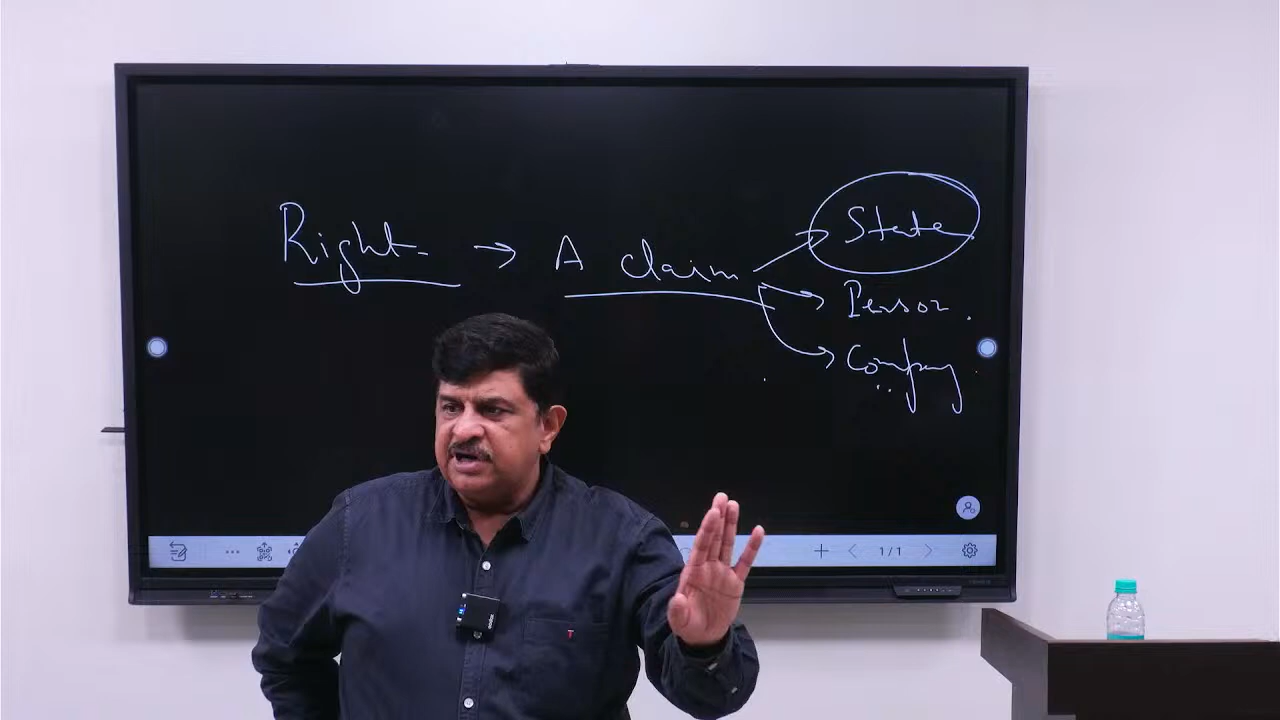 Right → A claim → State
→ Person
→ Company
1/1